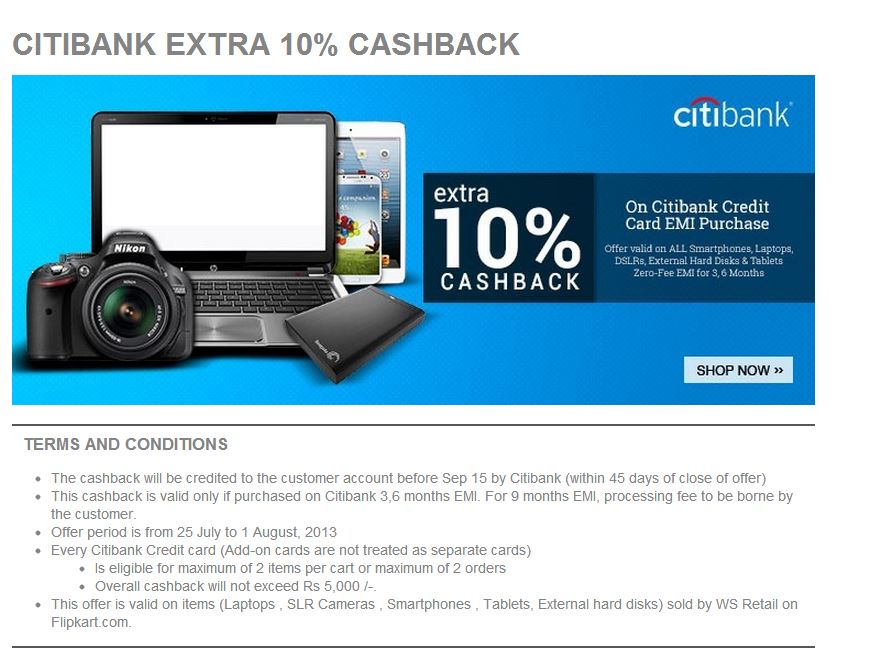 CITIBANK EXTRA 10% CASHBACK
citibank
extra
10%
CASHBACK
On Citibank Credit
Card EMI Purchase
Offer valid on ALL Smartphones, Laptops,
DSLRs, External Hard Disks & Tablets
Zero-Fee EMI for 3, 6 Months
Nikon
hp
companion
Seagate
SHOP NOW ››
TERMS AND CONDITIONS
• The cashback will be credited to the customer account before Sep 15 by Citibank (within 45 days of close of offer)
• This cashback is valid only if purchased on Citibank 3,6 months EMI. For 9 months EMI, processing fee to be borne by
the customer.
• Offer period is from 25 July to 1 August, 2013
• Every Citibank Credit card (Add-on cards are not treated as separate cards)
• Is eligible for maximum of 2 items per cart or maximum of 2 orders
• Overall cashback will not exceed Rs 5,000 /-.
• This offer is valid on items (Laptops , SLR Cameras , Smartphones , Tablets, External hard disks) sold by WS Retail on
Flipkart.com.